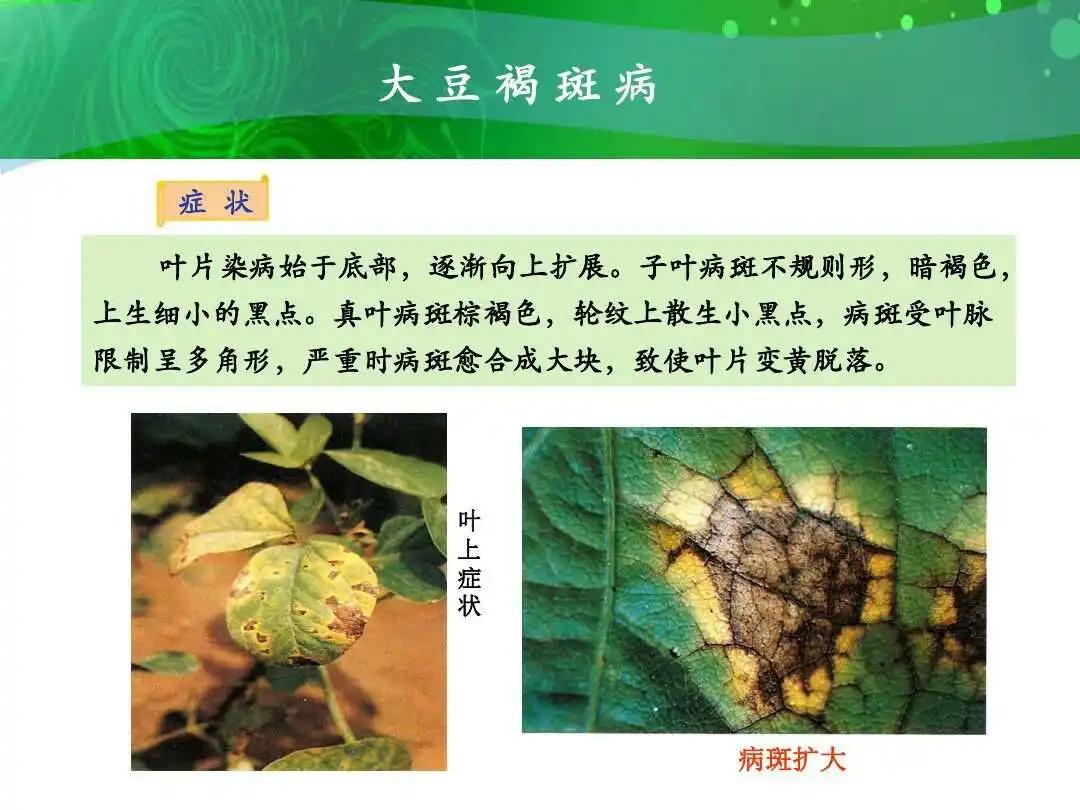 大豆褐斑病
症状
叶片染病始于底部，逐渐向上扩展。子叶病斑不规则形，暗褐色，
上生细小的黑点。真叶病斑棕褐色，轮纹上散生小黑点，病斑受叶脉
限制呈多角形，严重时病斑愈合成大块，致使叶片变黄脱落。
叶上症状
病斑扩大